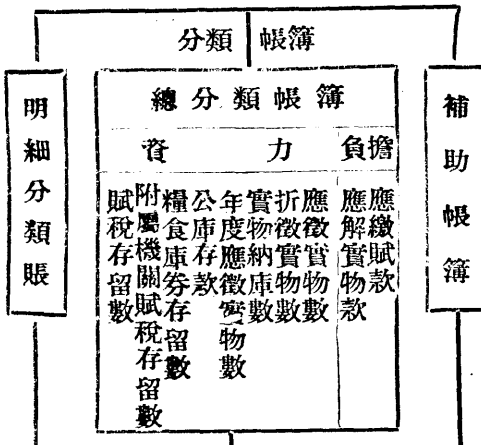 分類帳簿
補助帳簿
總分類帳簿
負擔
資力
應繳賦款
應解實物款
應徵實物數
折徵實物數
實物納庫數
年度應徵實物數
公庫存款
糧食庫券存留數
附屬機關賦稅存留數
賦稅存留數
明細分類賬